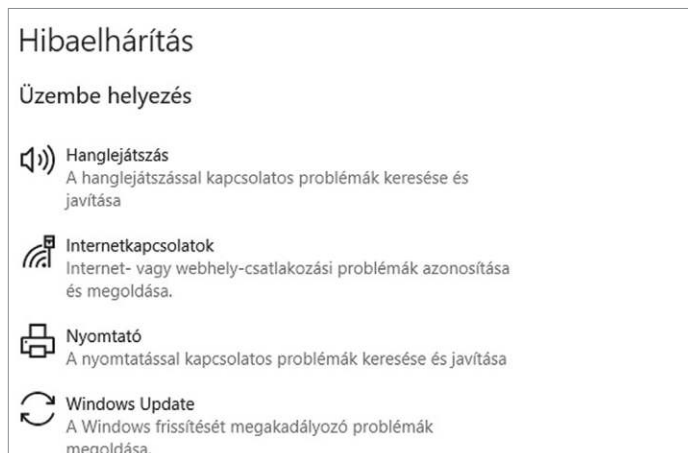 Hibaelhárítás
Üzembe helyezés
Hanglejátszás
A hanglejátszással kapcsolatos problémák keresése és
javítása
Internetkapcsolatok
Internet- vagy webhely-csatlakozási problémák azonosítása
és megoldása.
Nyomtató
A nyomtatással kapcsolatos problémák keresése és javítása
Windows Update
A Windows frissítését megakadályozó problémák
megoldása.